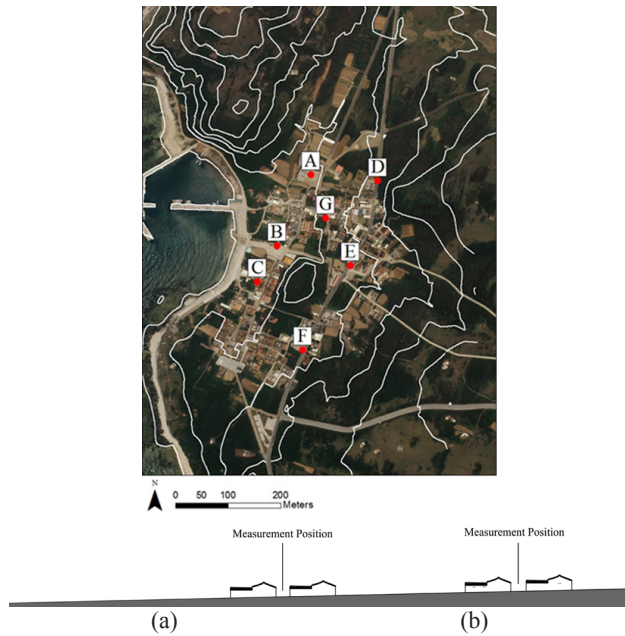 A
D
G
B
E
C
F
N
0 50 100 200
Meters
Measurement Position Measurement Position
(a) (b)